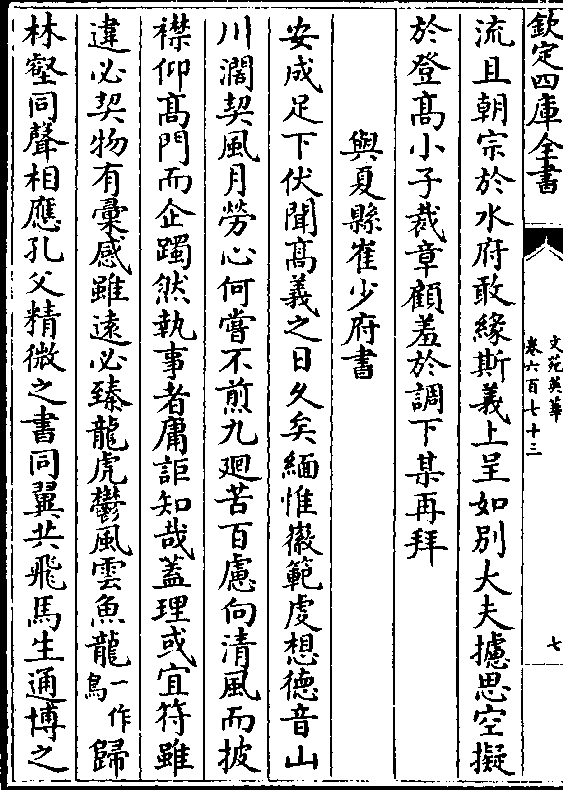 欽定四庫全書
文苑英華
卷六百七十三
七
流且朝宗於水府敢緣斯義上呈如別大夫攄思空擬
於登髙小子裁章顧羞於調下某再拜
與夏縣崔少府書
安成足下伏聞髙義之日久矣緬惟徽範虔想德音山
川濶契風月勞心何嘗不煎九廻苦百慮向清風而披
襟仰髙門而企躅然執事者庸詎知哉蓋理或宜符雖
違必契物有彚感雖逺必臻龍虎鬱風雲魚龍一作鳥歸
林壑同聲相應孔父精微之書同翼共飛馬生通博之